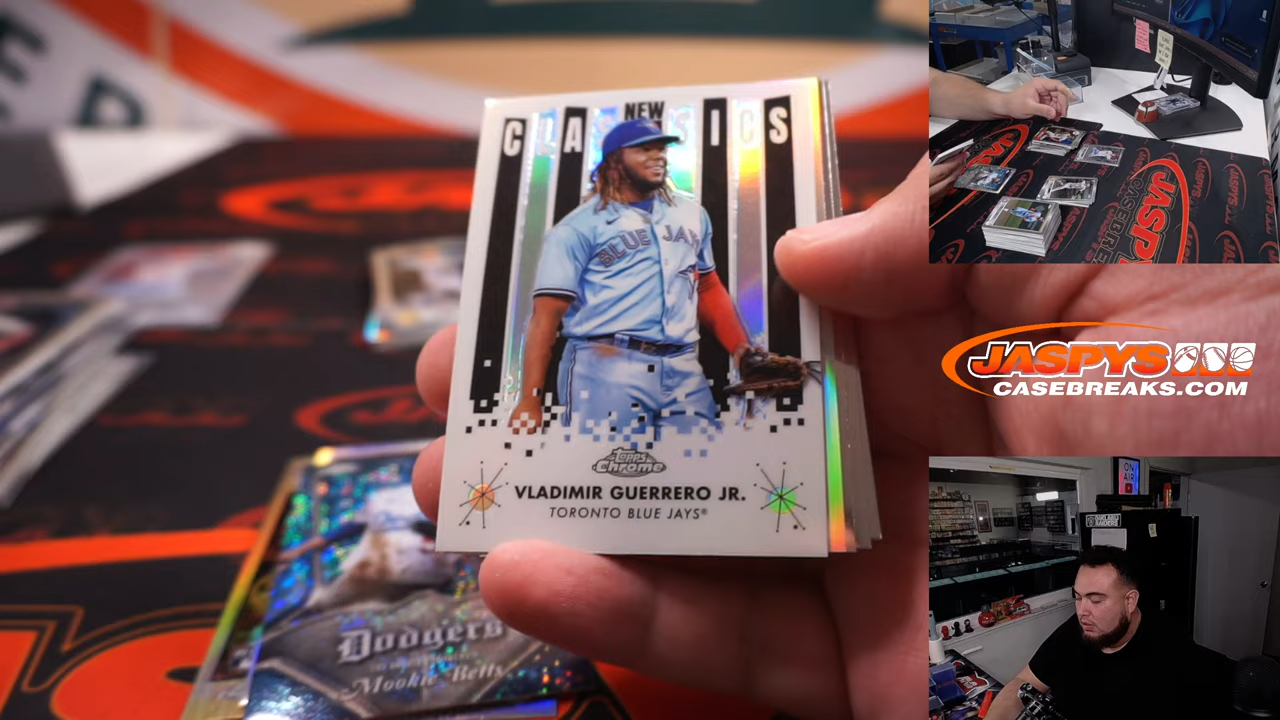 NEW
CLASSICS
BLUE JAYS
Topps
Chrome
VLADIMIR GUERRERO JR.
TORONTO BLUE JAYS®
Dodgers
Mookie Betts
JASPYS
CASEBREAKS.COM
ON
AIR
JASPYS